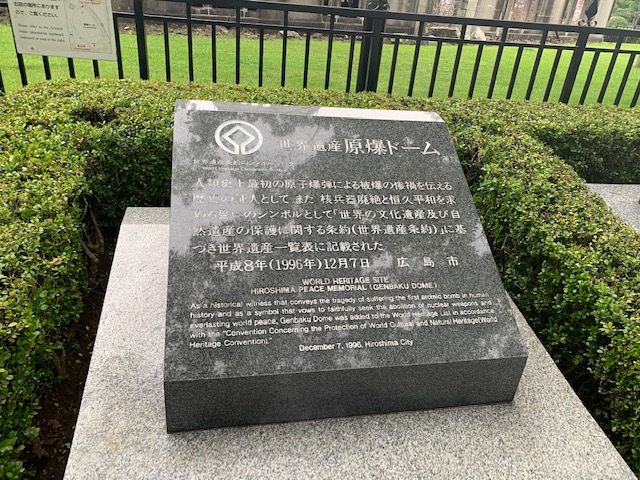 世界遺産 原爆ドーム
人類史上最初の原子爆弾による被爆の惨禍を伝える
歴史の証人として また 核兵器廃絶と恒久平和を求
める誓いのシンボルとして「世界の文化遺産及び自
然遺産の保護に関する条約(世界遺産条約)」に基
づき世界遺産一覧表に記載された
平成8年(1996年)12月7日 広島市
WORLD HERITAGE SITE
HIROSHIMA PEACE MEMORIAL (GENBAKU DOME)
As a historical witness that conveys the tragedy of suffering the first atomic bomb in human
history and as a symbol that vows to faithfully seek the abolition of nuclear weapons and
everlasting world peace, Genbaku Dome was added to the World Heritage List in accordance
with the "Convention Concerning the Protection of World Cultural and Natural Heritage(World
Heritage Convention)."
December 7, 1996, Hiroshima City